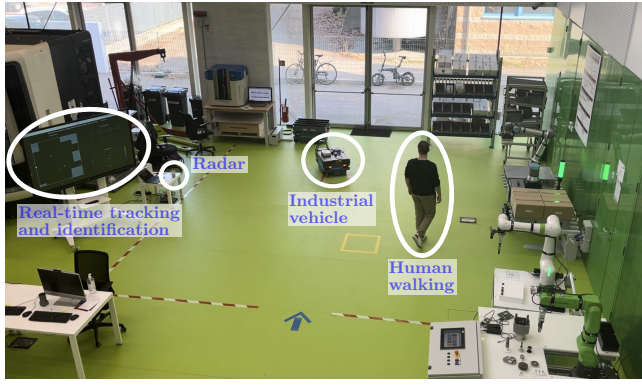 Radar
Real-time tracking
and identification
Industrial
vehicle
Human
walking